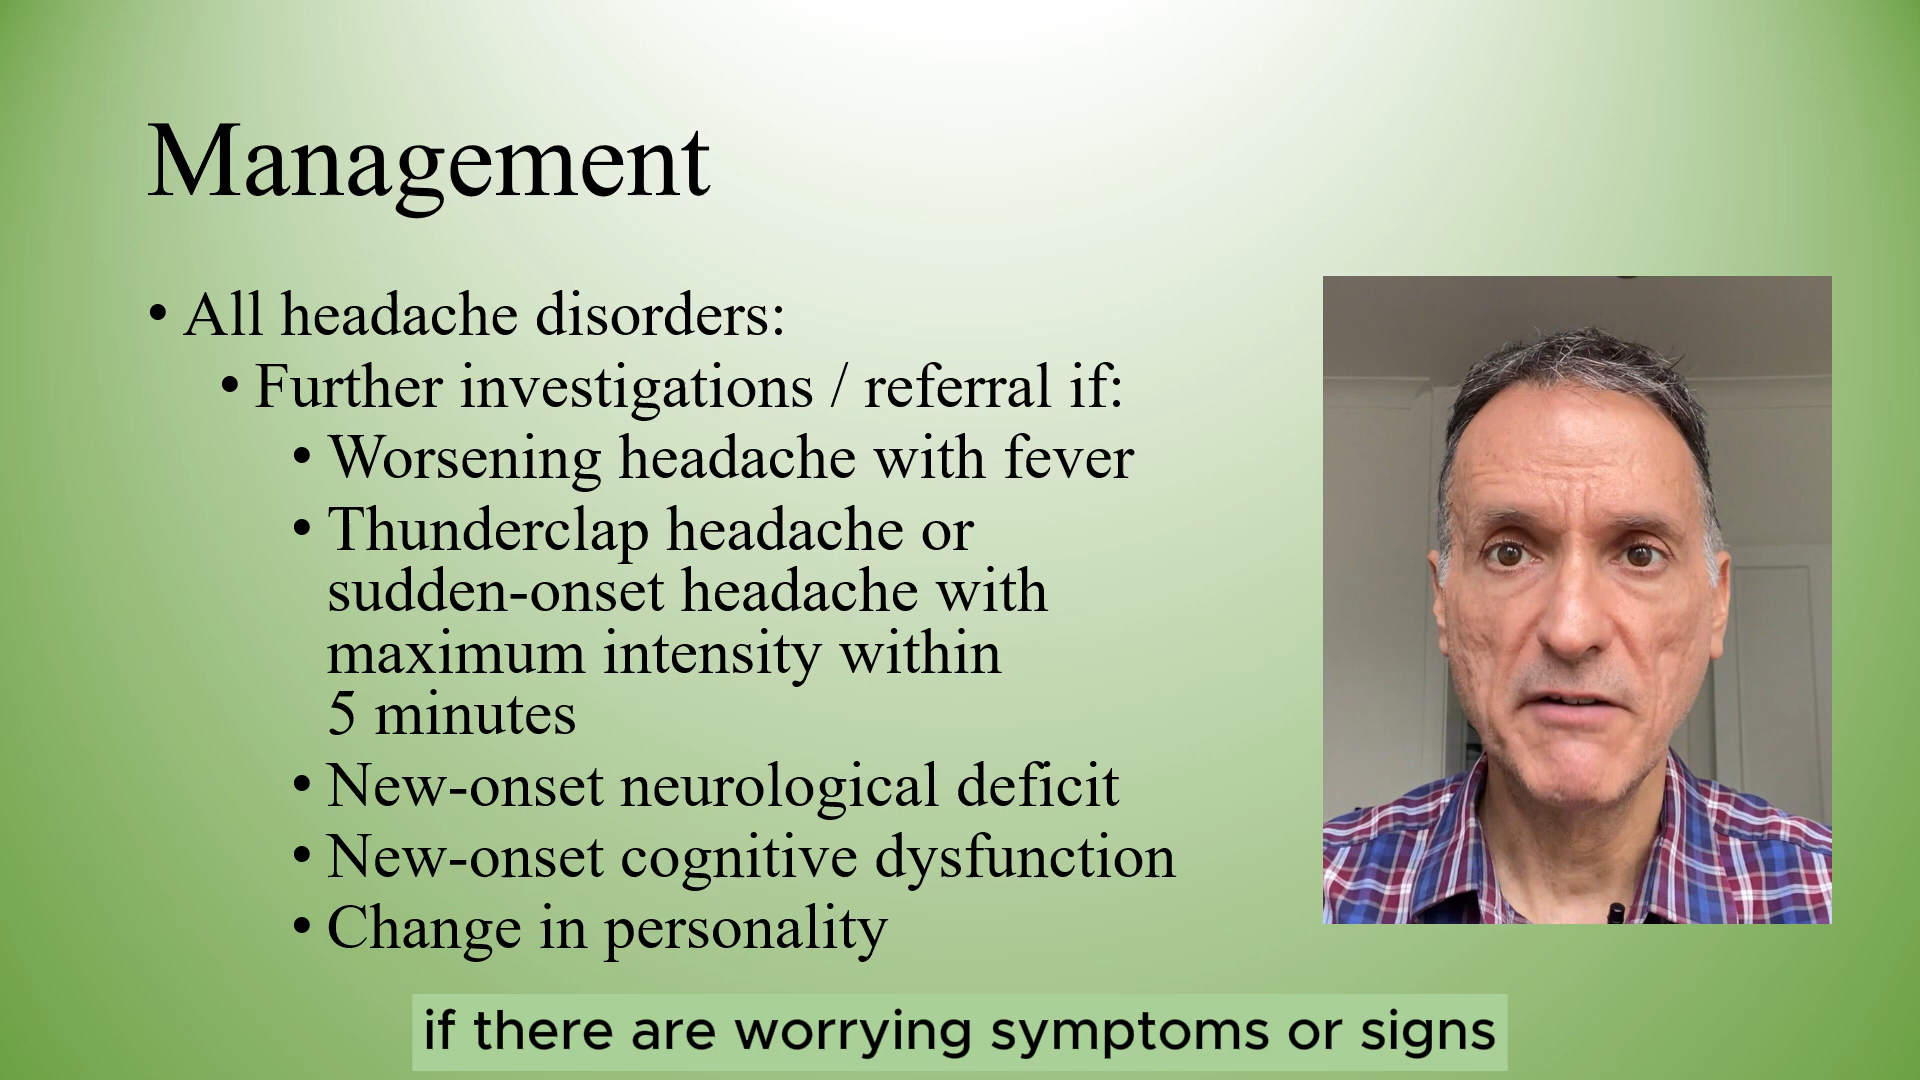 Management
• All headache disorders:
• Further investigations / referral if:
• Worsening headache with fever
• Thunderclap headache or
sudden-onset headache with
maximum intensity within
5 minutes
• New-onset neurological deficit
• New-onset cognitive dysfunction
• Change in personality
if there are worrying symptoms or signs